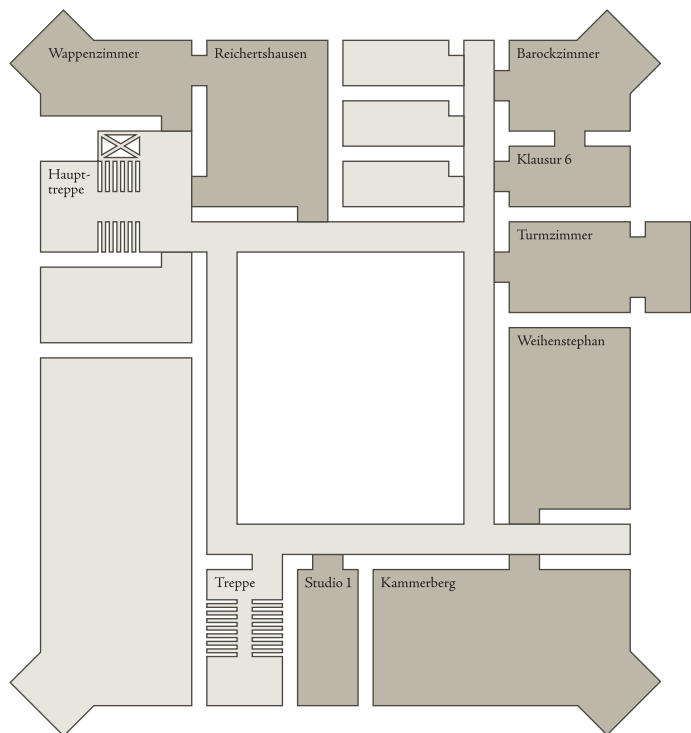 Wappenzimmer
Reichertshausen
Barockzimmer
Klausur 6
Haupt-
treppe
Turmzimmer
Weihenstephan
Treppe
Studio 1
Kammerberg